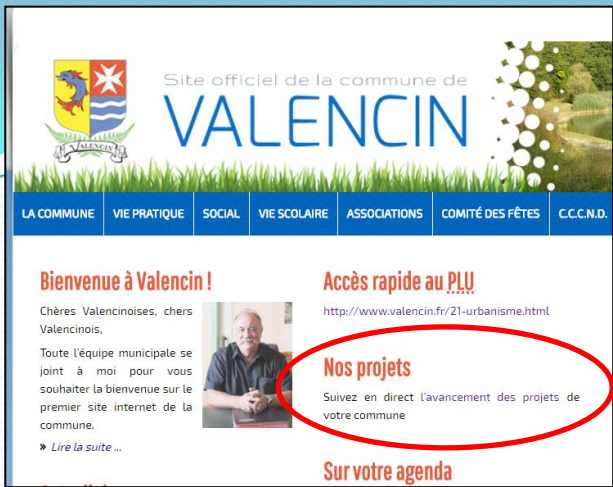 Site officiel de la commune de
VALENCIN
VALENCIN
LA COMMUNE VIE PRATIQUE SOCIAL VIE SCOLAIRE ASSOCIATIONS COMITÉ DES FÊTES C.C.C.N.D.
Bienvenue à Valencin !
Chères Valencinoises, chers
Valencinois,
Toute l'équipe municipale se
joint à moi pour vous
souhaiter la bienvenue sur le
premier site internet de la
commune.
» Lire la suite ...
Accès rapide au PLU
http://www.valencin.fr/21-urbanisme.html
Nos projets
Suivez en direct l'avancement des projets de
votre commune
Sur votre agenda